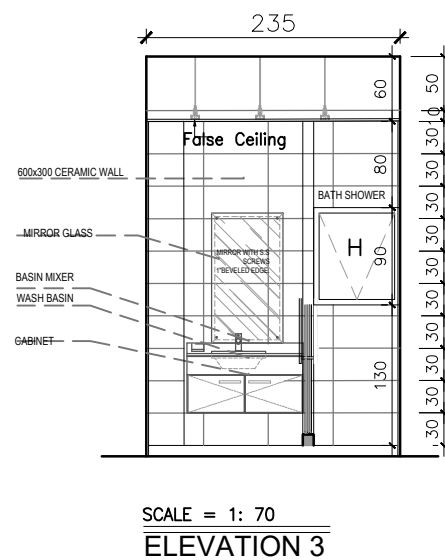 235
60
50
10
30
False Ceiling
30
80
600x300 CERAMIC WALL
30
BATH SHOWER
30
MIRROR GLASS
H
MIRROR WITH S.S
SCREWS
1"BEVELED EDGE
90
30
BASIN MIXER
30
WASH BASIN
30
CABINET
30
130
30
30
30
SCALE = 1: 70
ELEVATION 3